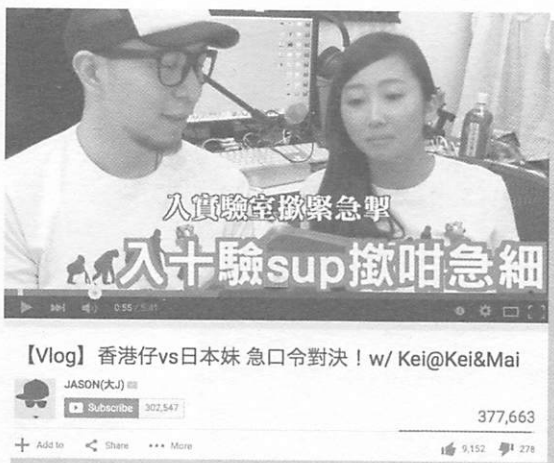 入實驗室撳緊急掣
入十驗sup撳咁急細
0:55 / 5:41
【Vlog】香港仔vs日本妹 急口令對決！w/ Kei@Kei&Mai
JASON(大J)
Subscribe 302,547
377,663
Add to Share More
9,152 278